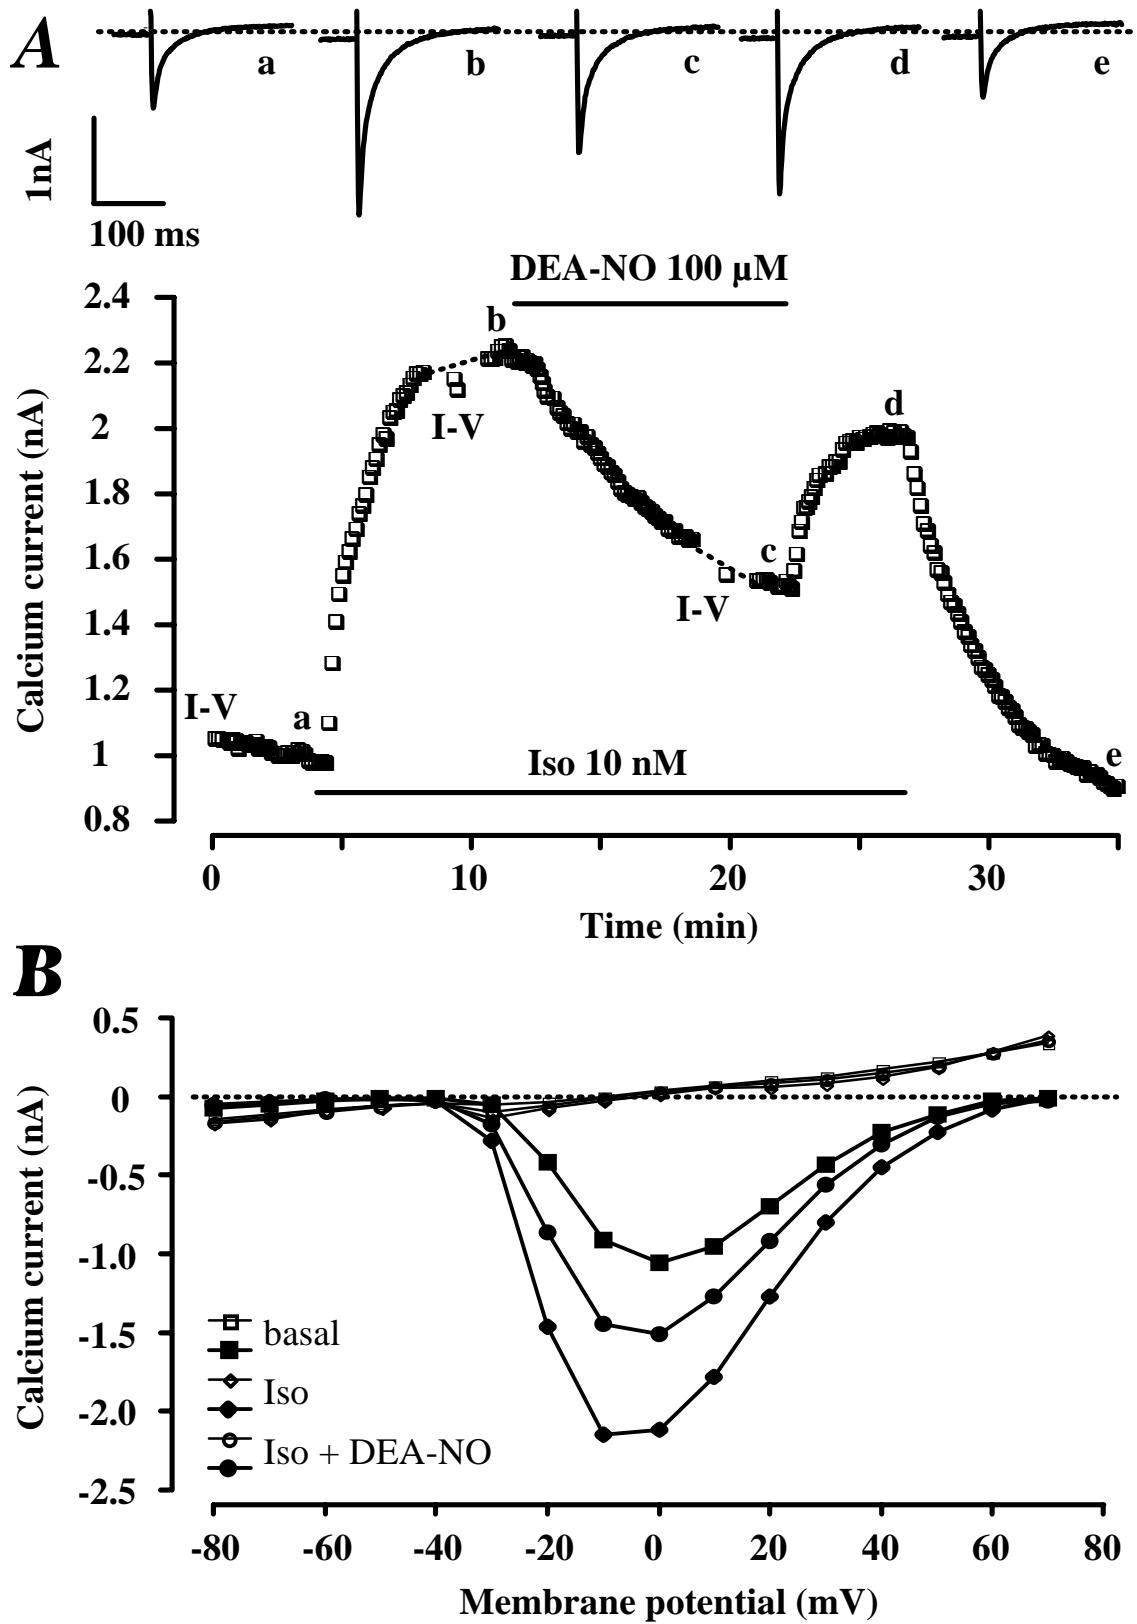 A
a b c d e
1nA
100 ms
DEA-NO 100 µM
2.4
b
2.2
d
I-V
2
1.8
c
1.6
I-V
1.4
1.2
I-V
a
1
e
Iso 10 nM
0.8
Calcium current (nA)
0 10 20 30
Time (min)
B
0.5
0
-0.5
-1.0
-1.5
-2.0
-2.5
Calcium current (nA)
basal
Iso
Iso + DEA-NO
-80 -60 -40 -20 0 20 40 60 80
Membrane potential (mV)